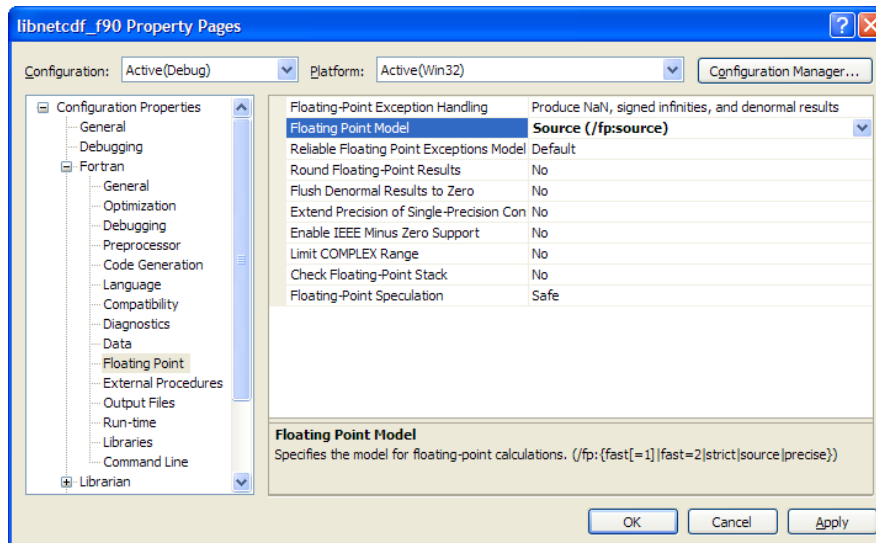 libnetcdf_f90 Property Pages
Configuration: Active(Debug) Platform: Active(Win32) Configuration Manager...
Configuration Properties
General
Debugging
Fortran
General
Optimization
Debugging
Preprocessor
Code Generation
Language
Compatibility
Diagnostics
Data
Floating Point
External Procedures
Output Files
Run-time
Libraries
Command Line
Librarian
Floating-Point Exception Handling Produce NaN, signed infinities, and denormal results
Floating Point Model Source (/fp:source)
Reliable Floating Point Exceptions Model Default
Round Floating-Point Results No
Flush Denormal Results to Zero No
Extend Precision of Single-Precision Con No
Enable IEEE Minus Zero Support No
Limit COMPLEX Range No
Check Floating-Point Stack No
Floating-Point Speculation Safe
Floating Point Model
Specifies the model for floating-point calculations. (/fp:{fast[=1]|fast=2|strict|source|precise})
OK Cancel Apply